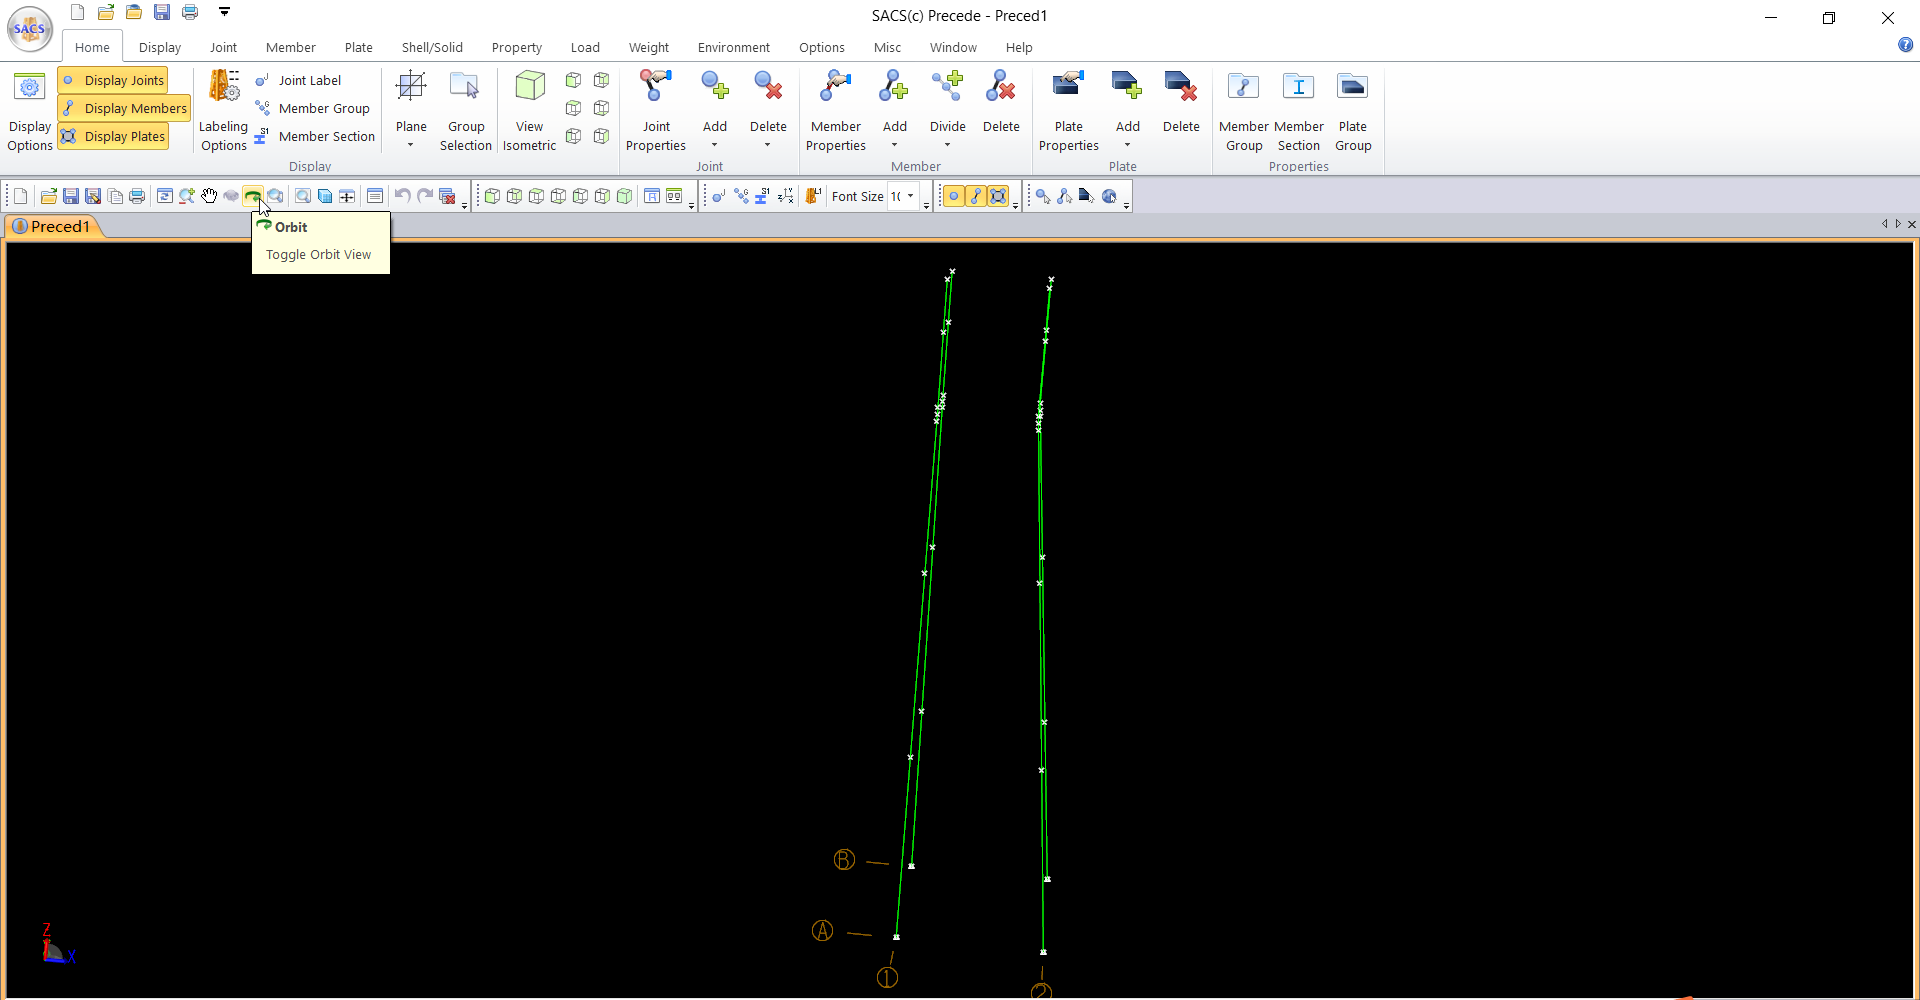 SACS
SACS(c) Precede - Preced1
Home Display Joint Member Plate Shell/Solid Property Load Weight Environment Options Misc Window Help
Display Options
Display Joints
Display Members
Display Plates
Labeling Options
Joint Label
Member Group
Member Section
Display
Plane
Group Selection
View Isometric
Joint Properties
Add
Delete
Joint
Member Properties
Add
Divide
Delete
Member
Plate Properties
Add
Delete
Plate
Member Group
Member Section
Plate Group
Properties
Font Size
Preced1
Orbit
Toggle Orbit View
B
A
1
2
Z
X